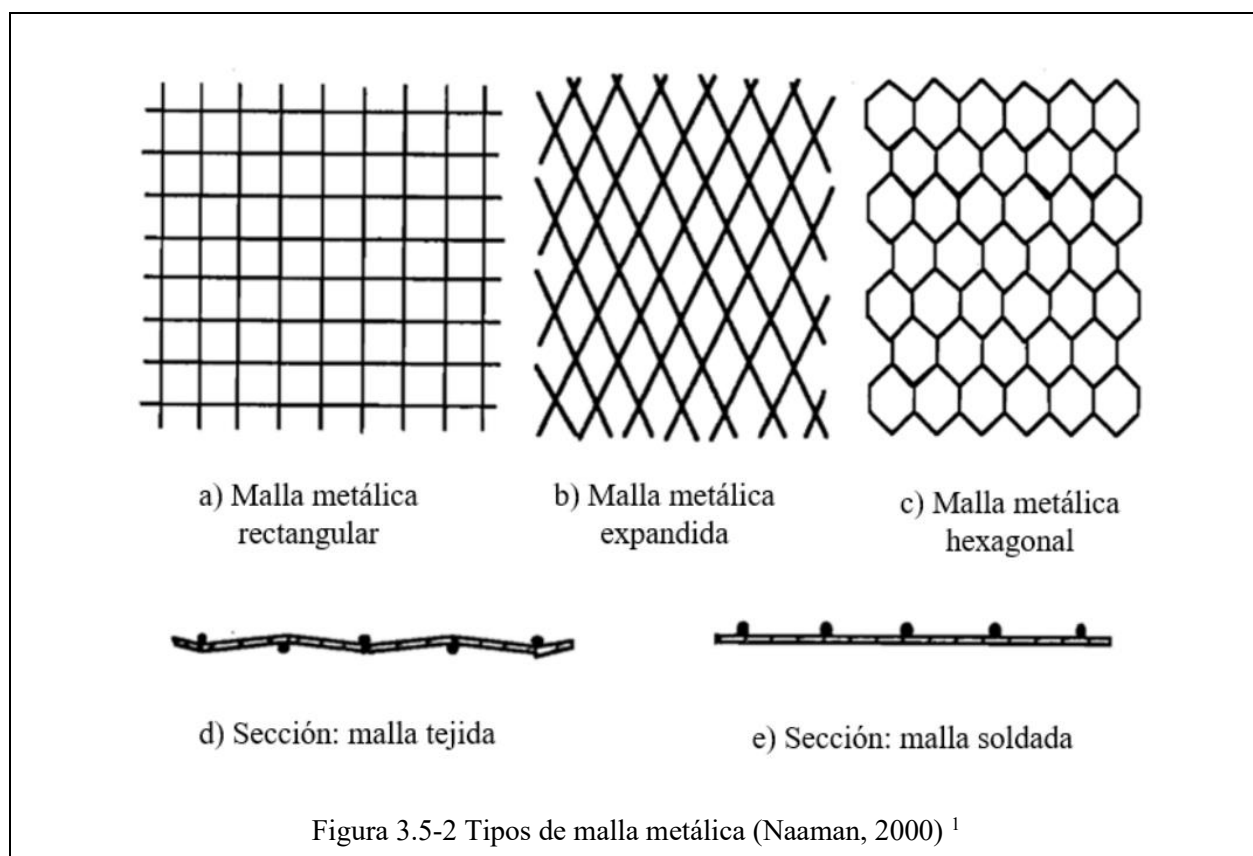 a) Malla metálica
rectangular
b) Malla metálica
expandida
c) Malla metálica
hexagonal
d) Sección: malla tejida
e) Sección: malla soldada
Figura 3.5-2 Tipos de malla metálica (Naaman, 2000) 1